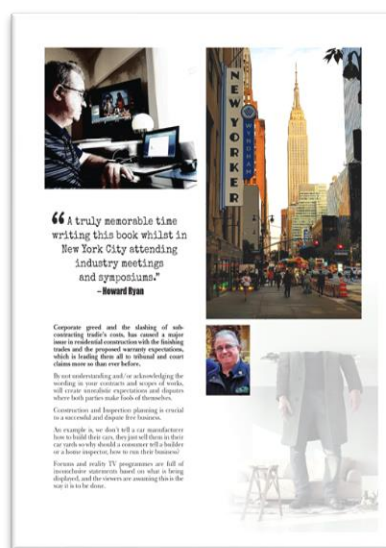 NEW YORKER
WYNDHAM
“ A truly memorable time
writing this book whilst in
New York City sttending
industry meetings
and symposiums.”
– Howard Ryan
Corporate greed and the slashing of sub-
contracting tradie's costs, has caused a major
issue in residential construction with the finishing
trades and the proposed warranty expectations,
which is leading them all to tribunal and court
claims more so than ever before.
By not understanding and/or acknowledging the
wording in your contracts and scopes of works,
will create unrealistic expectations and disputes
where both parties make fools of themselves.
Construction and Inspection planning is crucial
to a successful and dispute free business.
An example is, we don't tell a car manufacturer
how to build their cars, they just sell them in their
car yards so why should a consumer tell a builder
or a home inspector, how to run their business?
Forums and reality TV programmes are full of
inconclusive statements based on what is being
displayed, and the viewers are assuming this is the
way it is to be done.